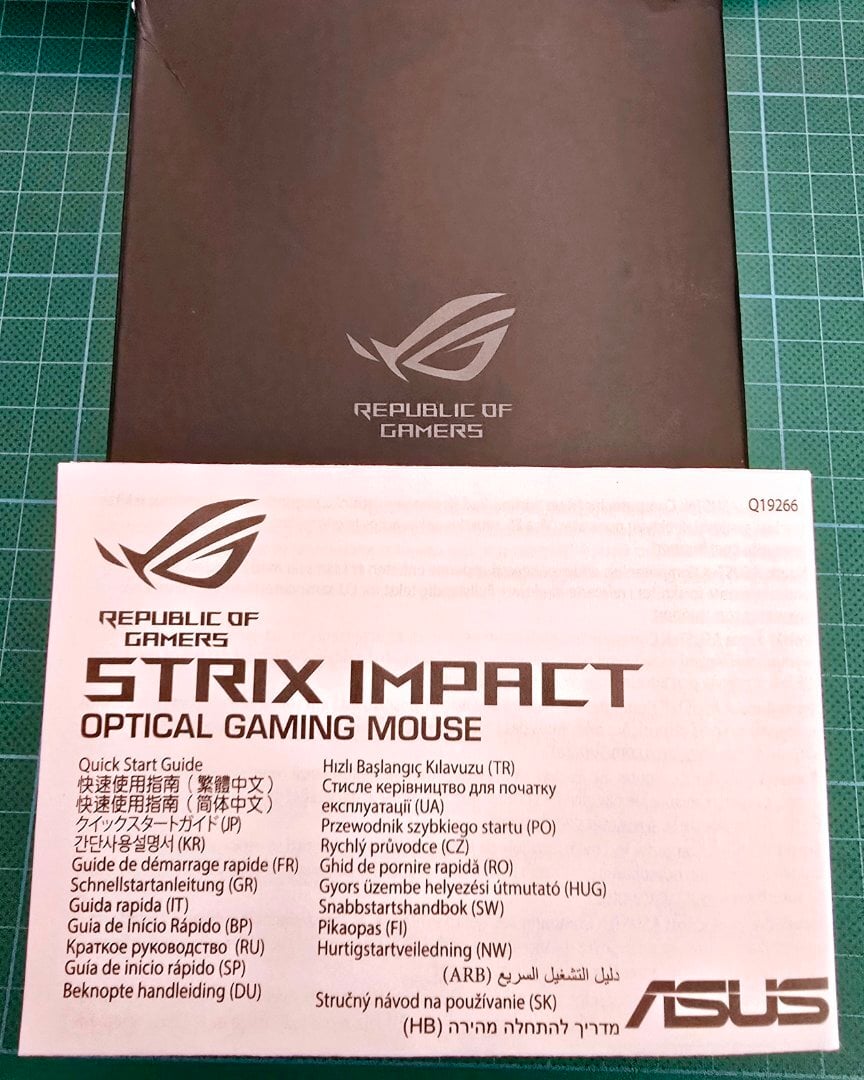 REPUBLIC OF
GAMERS
Q19266
REPUBLIC OF
GAMERS
STRIX IMPACT
OPTICAL GAMING MOUSE
Quick Start Guide
快速使用指南（繁體中文）
快速使用指南（简体中文）
クイックスタートガイド(JP)
간단사용설명서(KR)
Guide de démarrage rapide (FR)
Schnellstartanleitung (GR)
Guida rapida (IT)
Guia de Início Rápido (BP)
Краткое руководство (RU)
Guía de inicio rápido (SP)
Beknopte handleiding (DU)
Hızlı Başlangıç Kılavuzu (TR)
Стисле керівництво для початку
експлуатації (UA)
Przewodnik szybkiego startu (PO)
Rychlý průvodce (CZ)
Ghid de pornire rapidă (RO)
Gyors üzembe helyezési útmutató (HUG)
Snabbstartshandbok (SW)
Pikaopas (FI)
Hurtigstartveiledning (NW)
دليل التشغيل السريع (ARB)
Stručný návod na používanie (SK)
מדריך להתחלה מהירה (HB)
ASUS